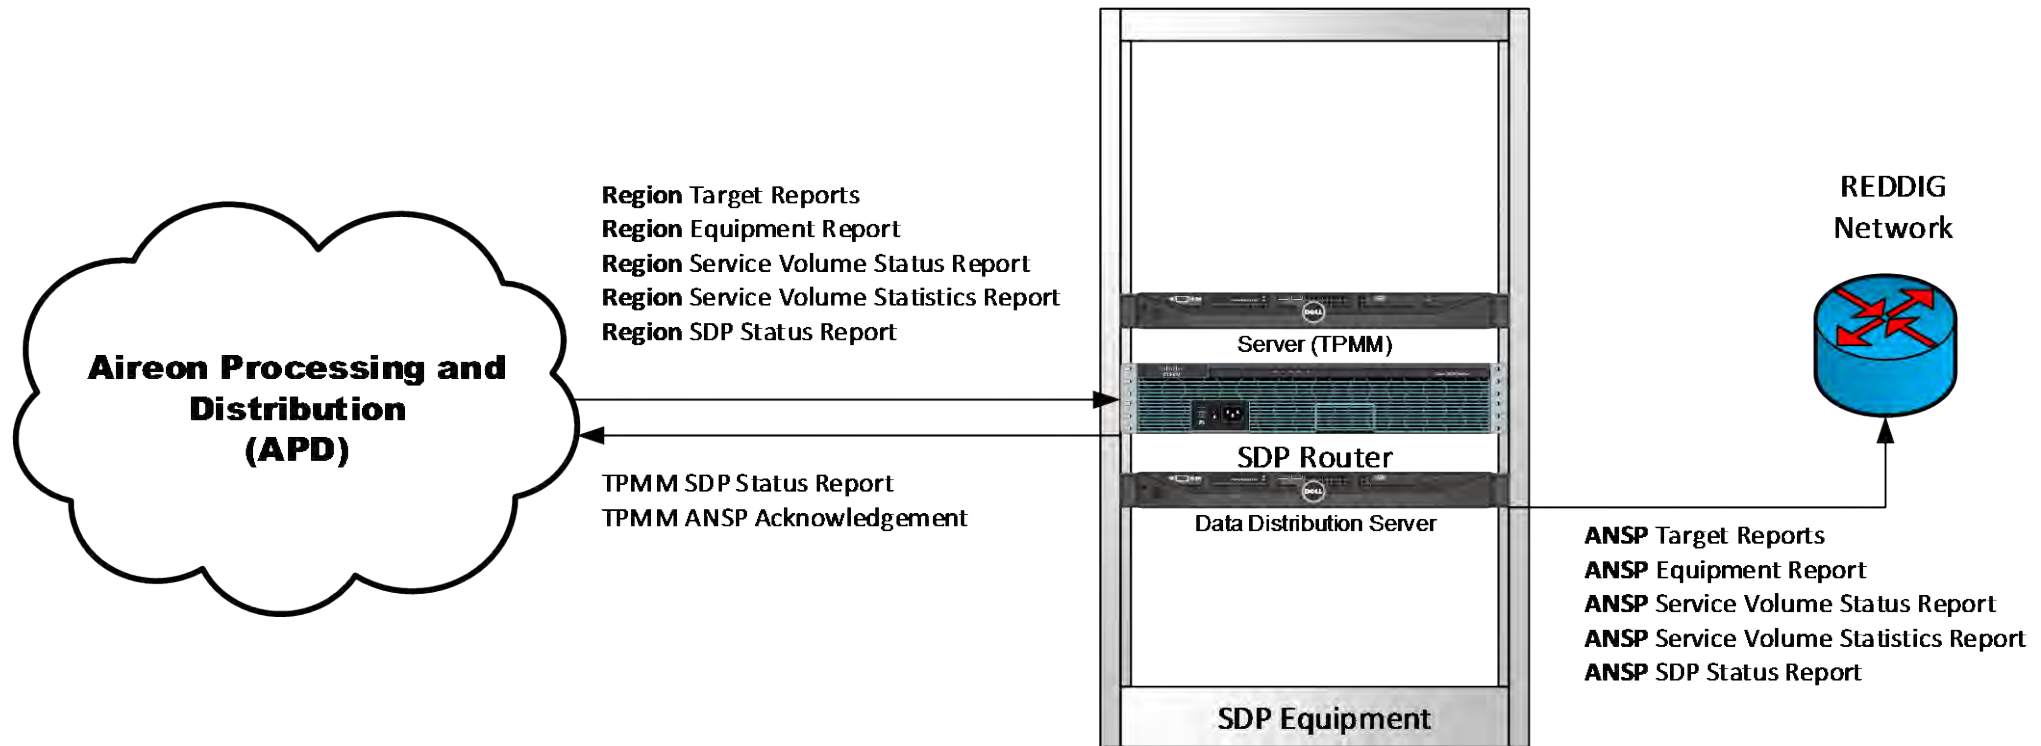 Region Target Reports
Region Equipment Report
Region Service Volume Status Report
Region Service Volume Statistics Report
Region SDP Status Report
Aireon Processing and
Distribution
(APD)
TPMM SDP Status Report
TPMM ANSP Acknowledgement
DELL
Server (TPMM)
SDP Router
DELL
Data Distribution Server
SDP Equipment
REDDIG
Network
ANSP Target Reports
ANSP Equipment Report
ANSP Service Volume Status Report
ANSP Service Volume Statistics Report
ANSP SDP Status Report